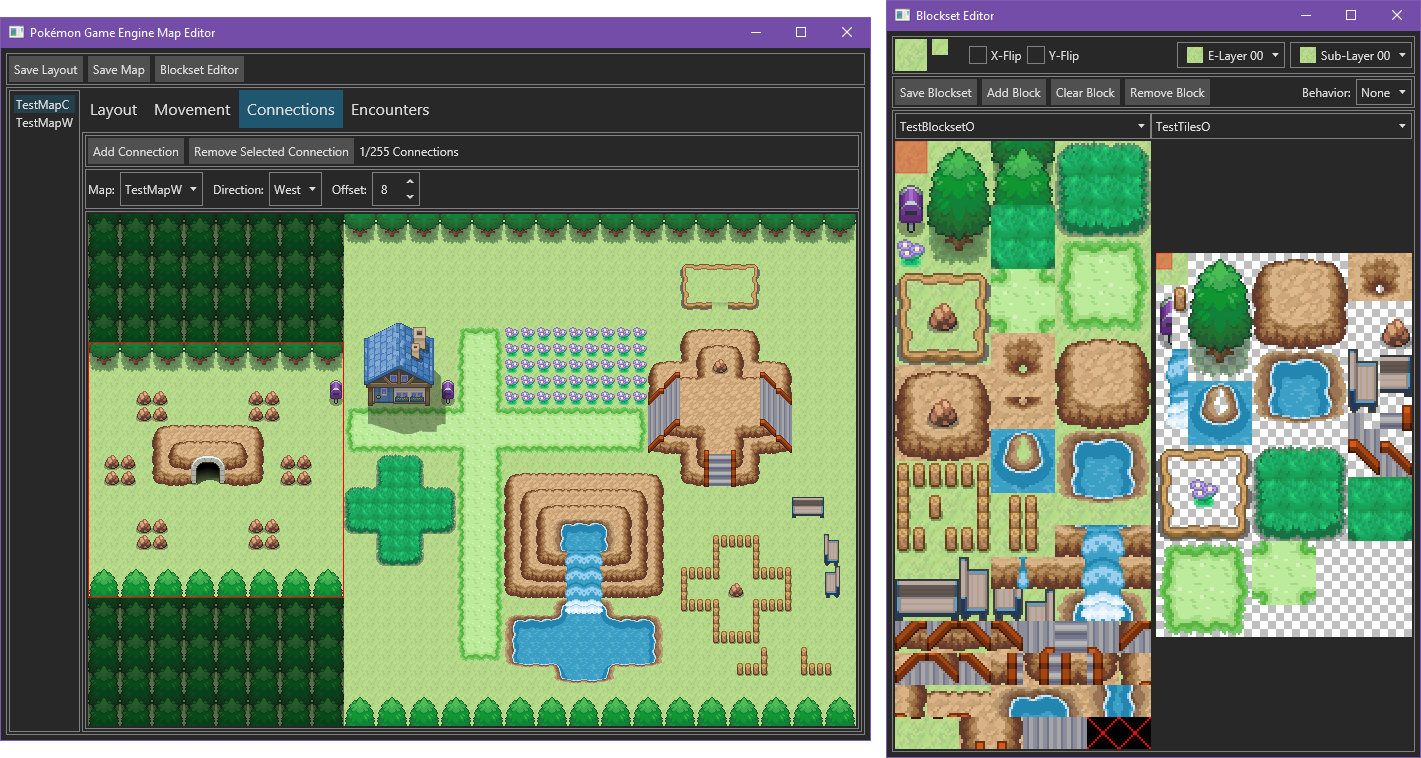 Pokémon Game Engine Map Editor
Save Layout Save Map Blockset Editor
TestMapC
TestMapW
Layout Movement Connections Encounters
Add Connection Remove Selected Connection 1/255 Connections
Map: TestMapW Direction: West Offset: 8
Blockset Editor
X-Flip Y-Flip E-Layer 00 Sub-Layer 00
Save Blockset Add Block Clear Block Remove Block Behavior: None
TestBlocksetO TestTilesO